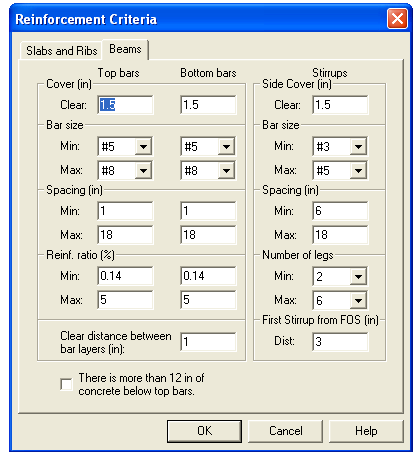 Reinforcement Criteria
Slabs and Ribs Beams
Top bars Bottom bars Stirrups
Cover (in) Side Cover (in)
Clear: 1.5 1.5 Clear: 1.5
Bar size Bar size
Min: #5 #5 Min: #3
Max: #8 #8 Max: #5
Spacing (in) Spacing (in)
Min: 1 1 Min: 6
Max: 18 18 Max: 18
Reinf. ratio (%) Number of legs
Min: 0.14 0.14 Min: 2
Max: 5 5 Max: 6
First Stirrup from FOS (in)
Clear distance between
bar layers (in): 1 Dist: 3
There is more than 12 in of
concrete below top bars.
OK Cancel Help